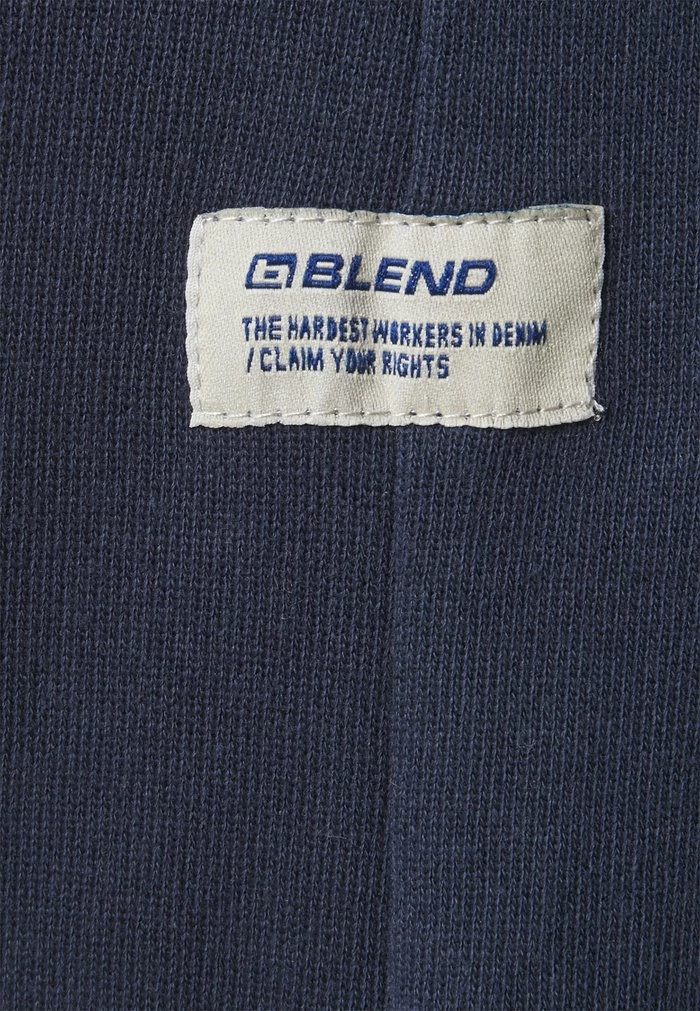 BLEND
THE HARDEST WORKERS IN DENIM
/ CLAIM YOUR RIGHTS